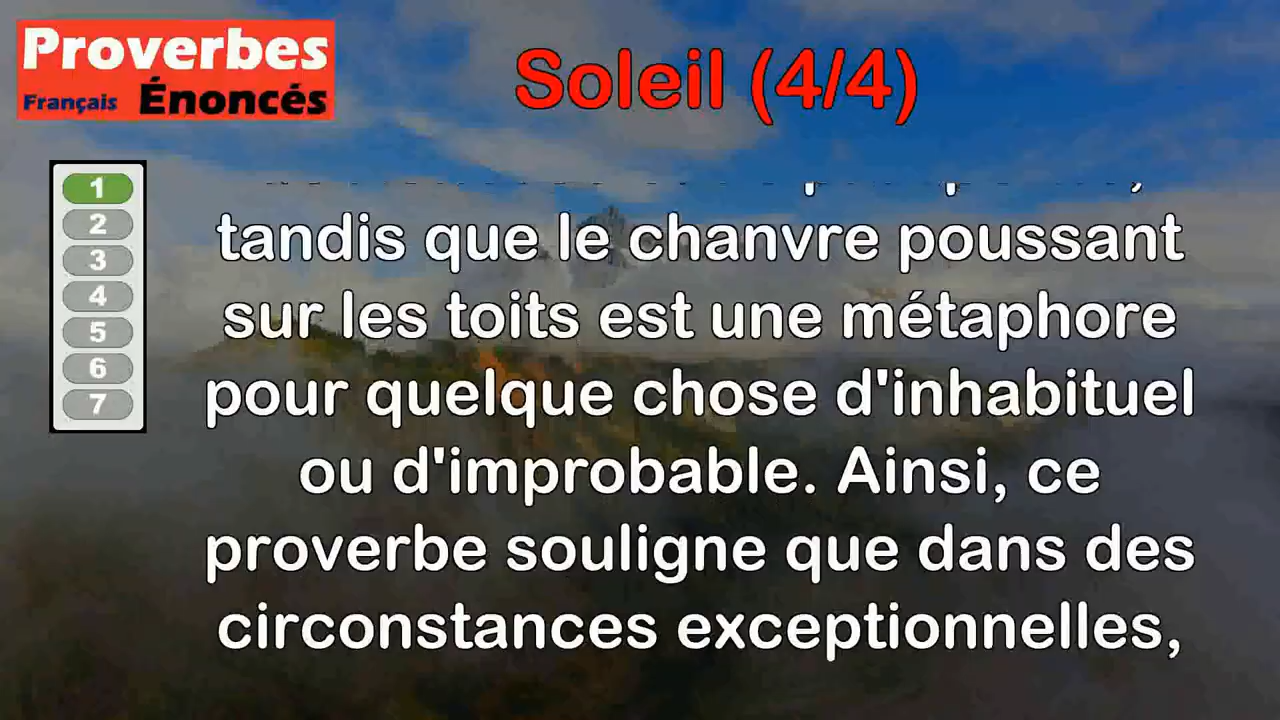 Proverbes
Français Énoncés
Soleil (4/4)
1
2
3
4
5
6
7
tandis que le chanvre poussant
sur les toits est une métaphore
pour quelque chose d'inhabituel
ou d'improbable. Ainsi, ce
proverbe souligne que dans des
circonstances exceptionnelles,